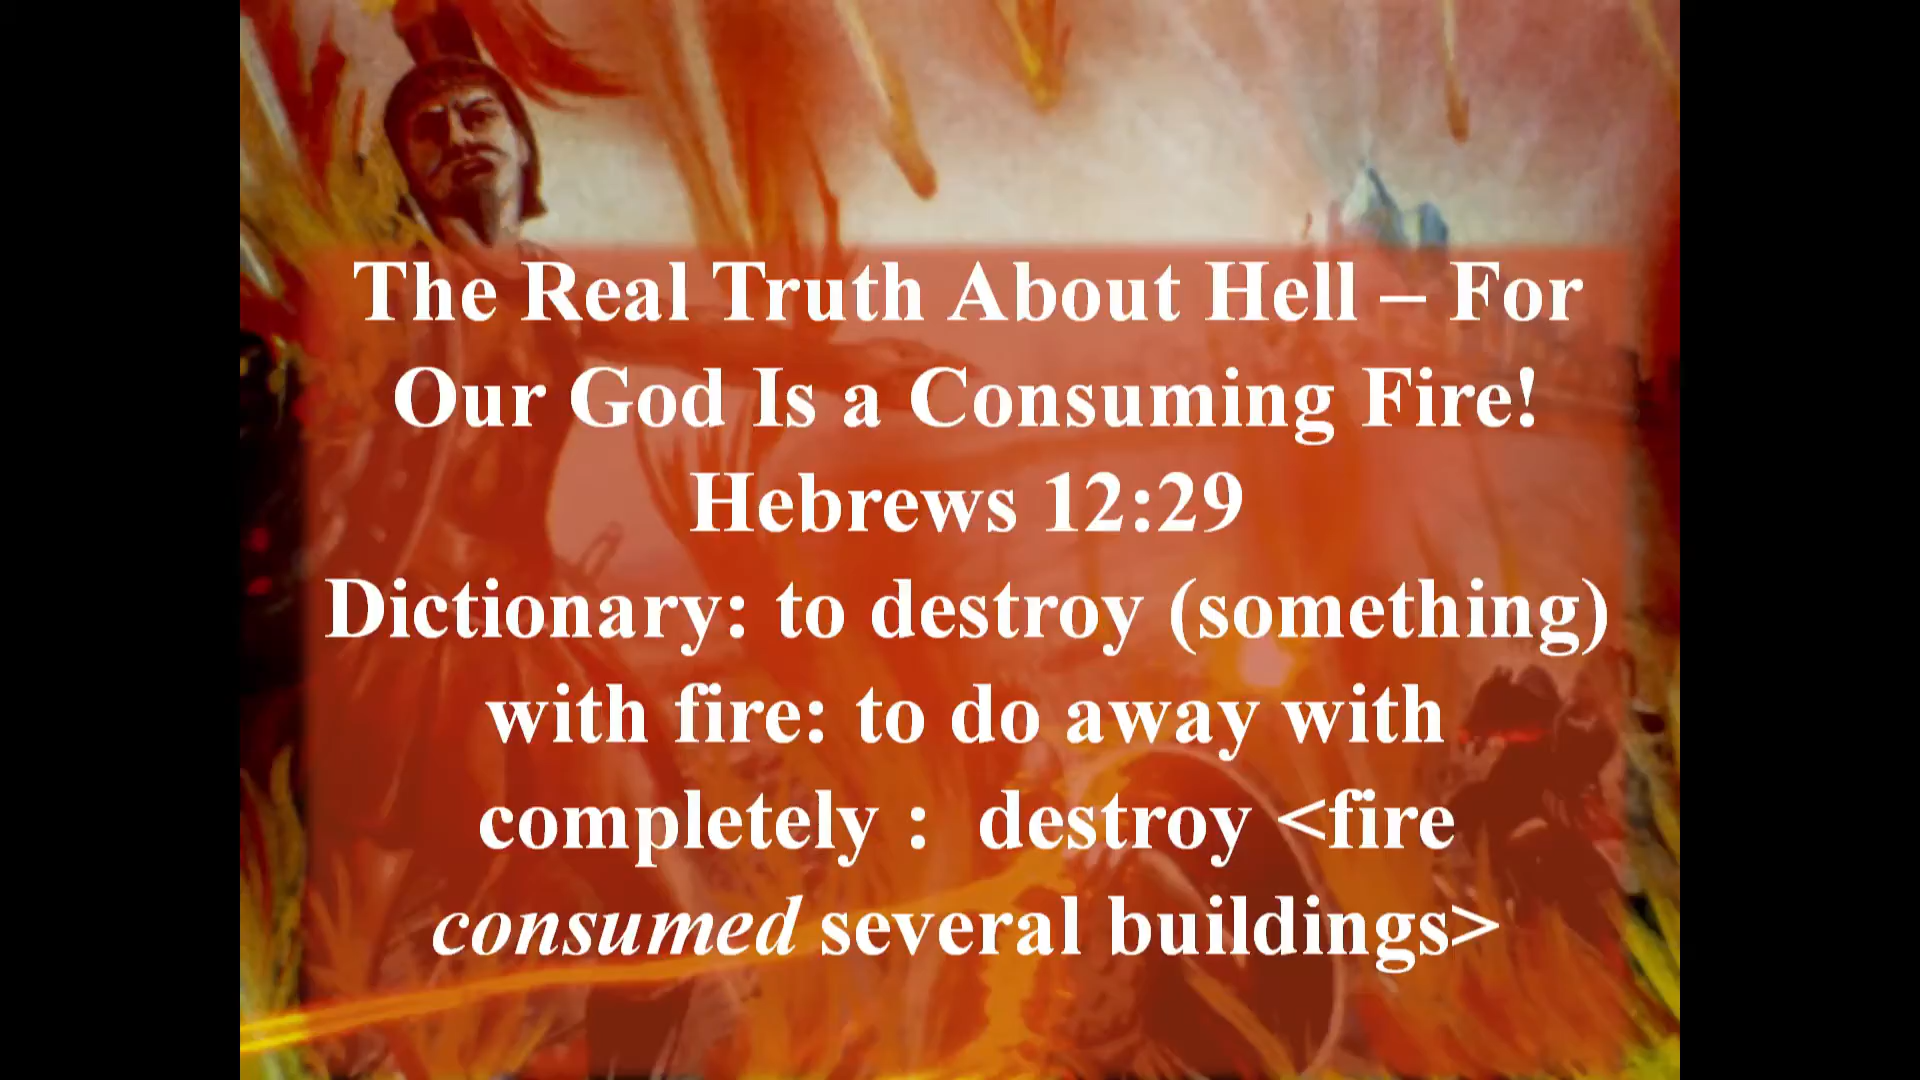 The Real Truth About Hell – For
Our God Is a Consuming Fire!
Hebrews 12:29
Dictionary: to destroy (something)
with fire: to do away with
completely : destroy <fire
consumed several buildings>